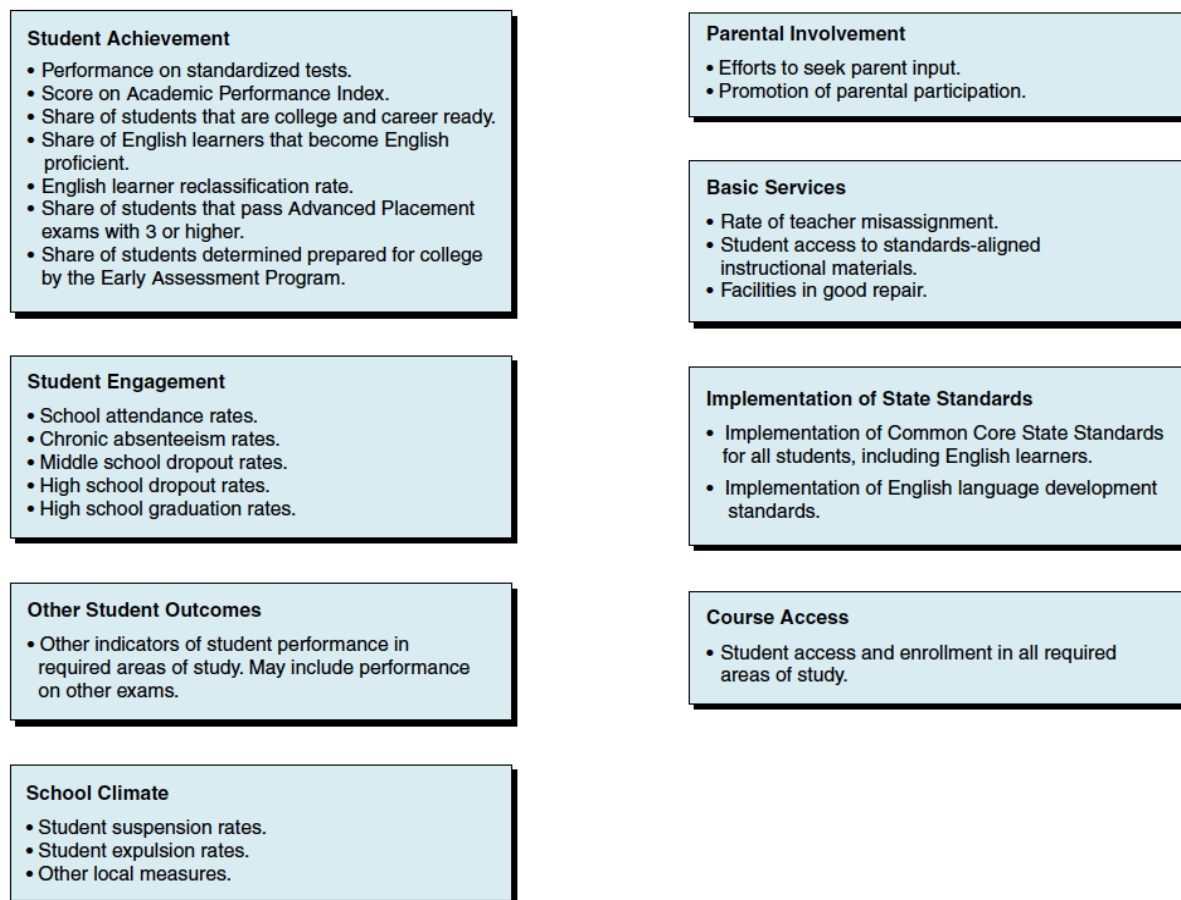 Student Achievement
• Performance on standardized tests.
• Score on Academic Performance Index.
• Share of students that are college and career ready.
• Share of English learners that become English
proficient.
• English learner reclassification rate.
• Share of students that pass Advanced Placement
exams with 3 or higher.
• Share of students determined prepared for college
by the Early Assessment Program.
Student Engagement
• School attendance rates.
• Chronic absenteeism rates.
• Middle school dropout rates.
• High school dropout rates.
• High school graduation rates.
Other Student Outcomes
• Other indicators of student performance in
required areas of study. May include performance
on other exams.
School Climate
• Student suspension rates.
• Student expulsion rates.
• Other local measures.
Parental Involvement
• Efforts to seek parent input.
• Promotion of parental participation.
Basic Services
• Rate of teacher misassignment.
• Student access to standards-aligned
instructional materials.
• Facilities in good repair.
Implementation of State Standards
• Implementation of Common Core State Standards
for all students, including English learners.
• Implementation of English language development
standards.
Course Access
• Student access and enrollment in all required
areas of study.